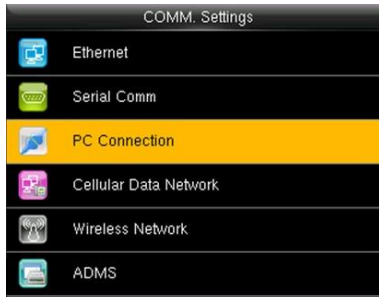 COMM. Settings
Ethernet
Serial Comm
PC Connection
Cellular Data Network
Wireless Network
ADMS